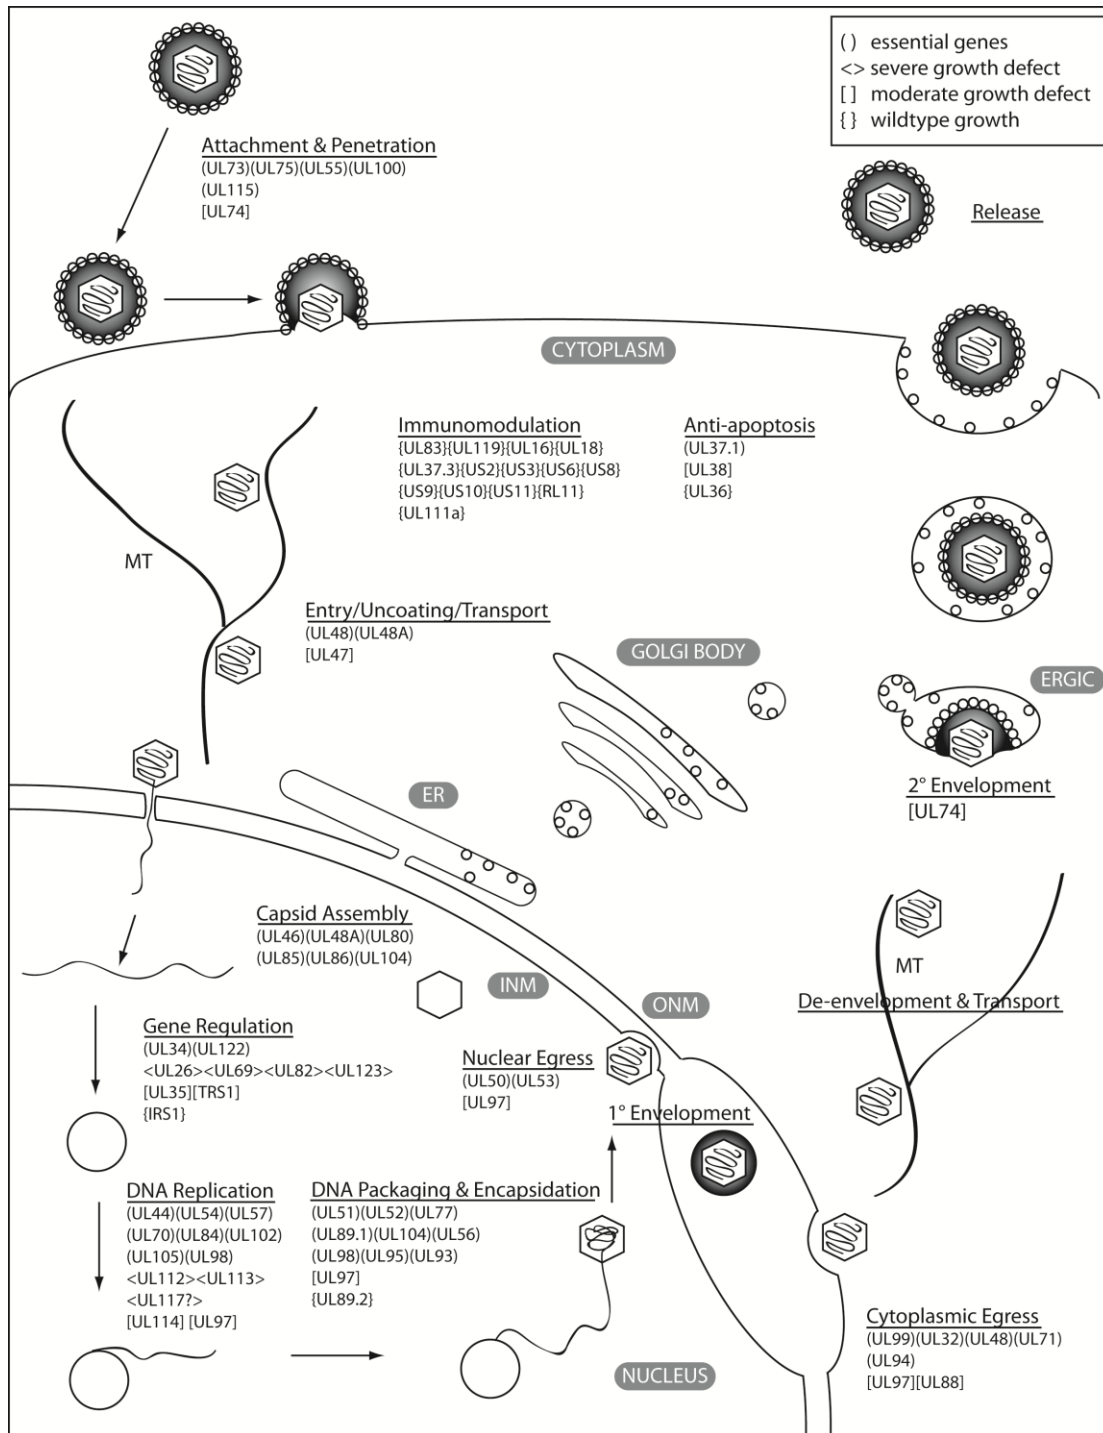 ( ) essential genes
<> severe growth defect
[ ] moderate growth defect
{ } wildtype growth
Attachment & Penetration
(UL73)(UL75)(UL55)(UL100)
(UL115)
[UL74]
Release
CYTOPLASM
Immunomodulation
{UL83}{UL119}{UL16}{UL18}
{UL37.3}{US2}{US3}{US6}{US8}
{US9}{US10}{US11}{RL11}
{UL111a}
Anti-apoptosis
(UL37.1)
[UL38]
{UL36}
MT
Entry/Uncoating/Transport
(UL48)(UL48A)
[UL47]
GOLGI BODY
ERGIC
2° Envelopment
[UL74]
ER
Capsid Assembly
(UL46)(UL48A)(UL80)
(UL85)(UL86)(UL104)
INM
ONM
MT
De-envelopment & Transport
Gene Regulation
(UL34)(UL122)
<UL26><UL69><UL82><UL123>
[UL35][TRS1]
{IRS1}
Nuclear Egress
(UL50)(UL53)
[UL97]
1° Envelopment
DNA Replication
(UL44)(UL54)(UL57)
(UL70)(UL84)(UL102)
(UL105)(UL98)
<UL112><UL113>
<UL117?>
[UL114] [UL97]
DNA Packaging & Encapsidation
(UL51)(UL52)(UL77)
(UL89.1)(UL104)(UL56)
(UL98)(UL95)(UL93)
[UL97]
{UL89.2}
Cytoplasmic Egress
(UL99)(UL32)(UL48)(UL71)
(UL94)
[UL97][UL88]
NUCLEUS